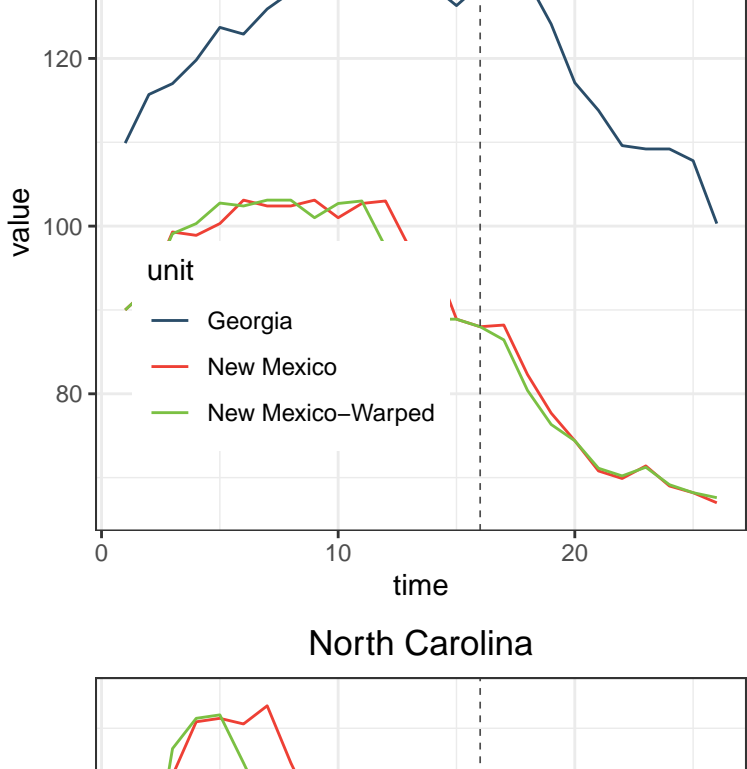 120
100
80
value
unit
Georgia
New Mexico
New Mexico−Warped
0 10 20
time
North Carolina